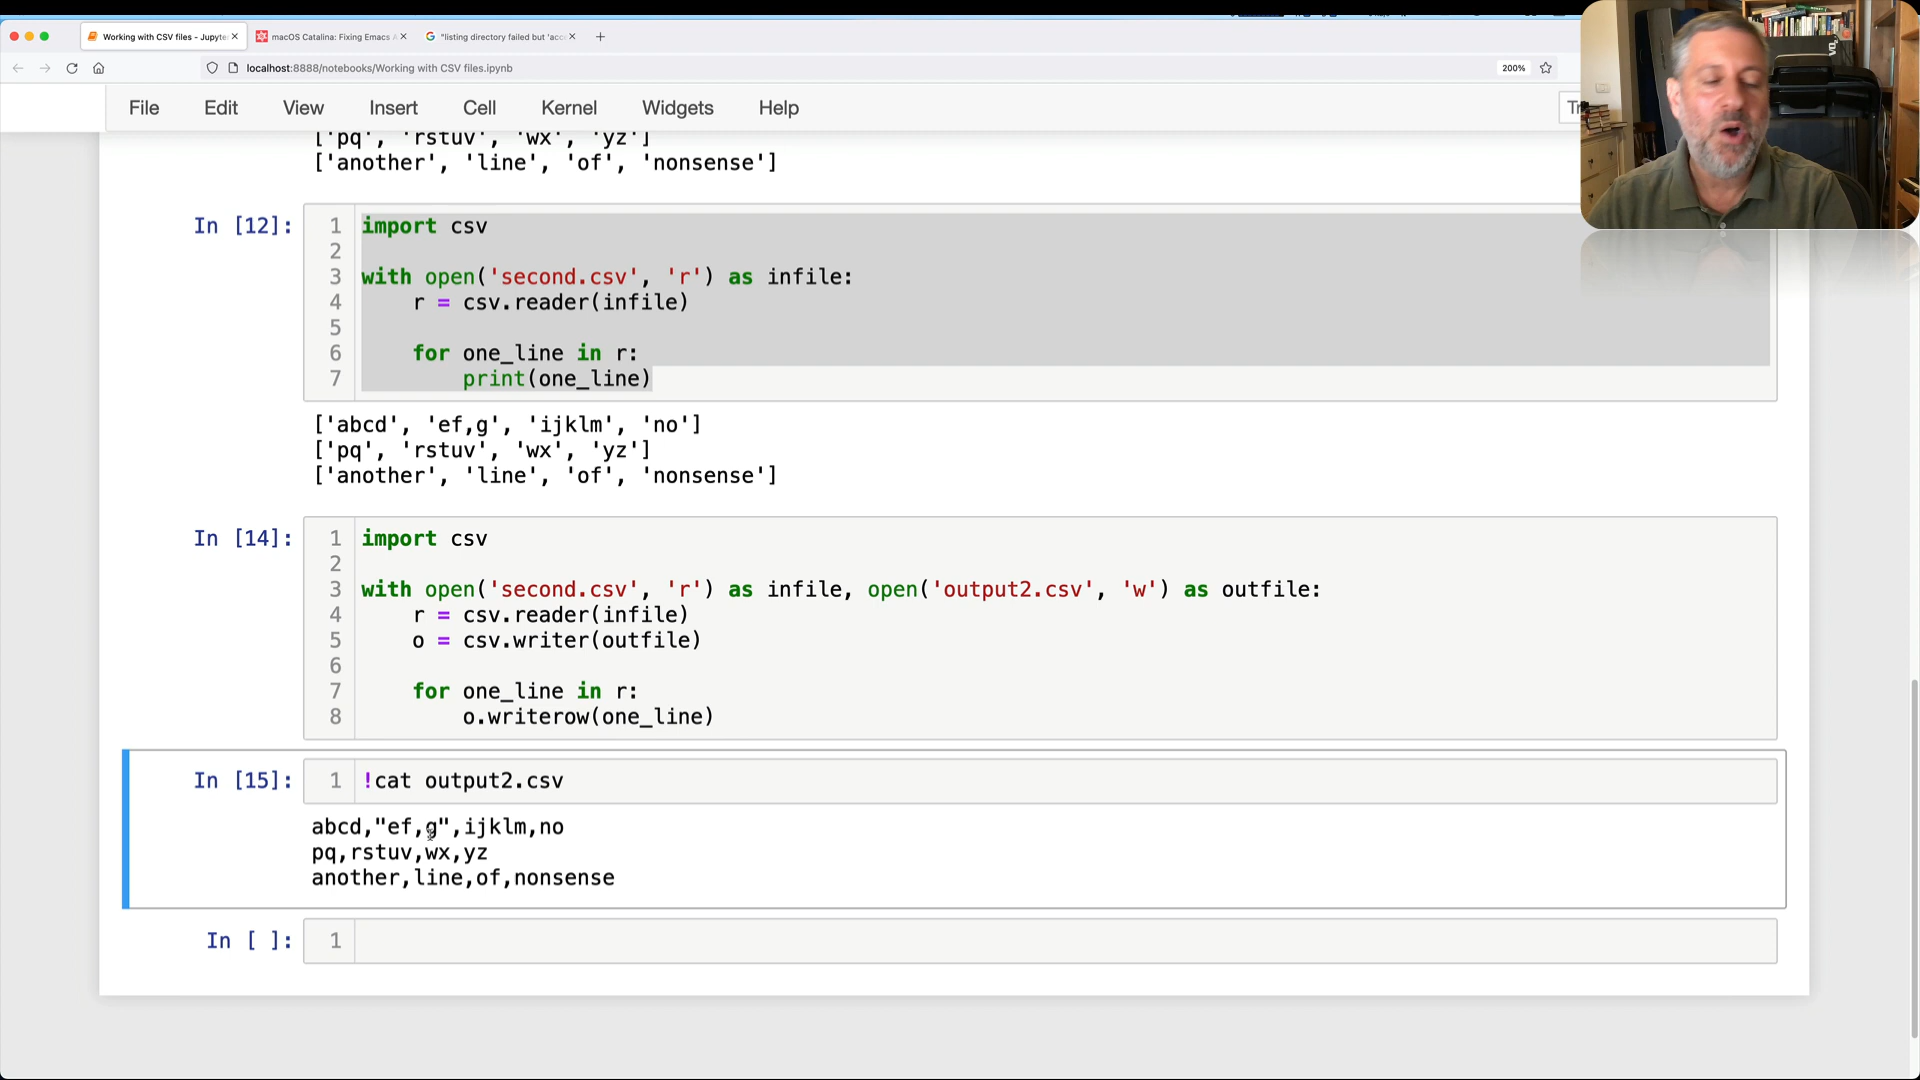 Working with CSV files - Jupyte
macOS Catalina: Fixing Emacs
"listing directory failed but 'acc
localhost:8888/notebooks/Working with CSV files.ipynb
200%
File Edit View Insert Cell Kernel Widgets Help
['pq', 'rstuv', 'wx', 'yz']
['another', 'line', 'of', 'nonsense']
In [12]:
1 import csv
2
3 with open('second.csv', 'r') as infile:
4 r = csv.reader(infile)
5
6 for one_line in r:
7 print(one_line)
['abcd', 'ef,g', 'ijklm', 'no']
['pq', 'rstuv', 'wx', 'yz']
['another', 'line', 'of', 'nonsense']
In [14]:
1 import csv
2
3 with open('second.csv', 'r') as infile, open('output2.csv', 'w') as outfile:
4 r = csv.reader(infile)
5 o = csv.writer(outfile)
6
7 for one_line in r:
8 o.writerow(one_line)
In [15]:
1 !cat output2.csv
abcd,"ef,g",ijklm,no
pq,rstuv,wx,yz
another,line,of,nonsense
In [ ]:
1